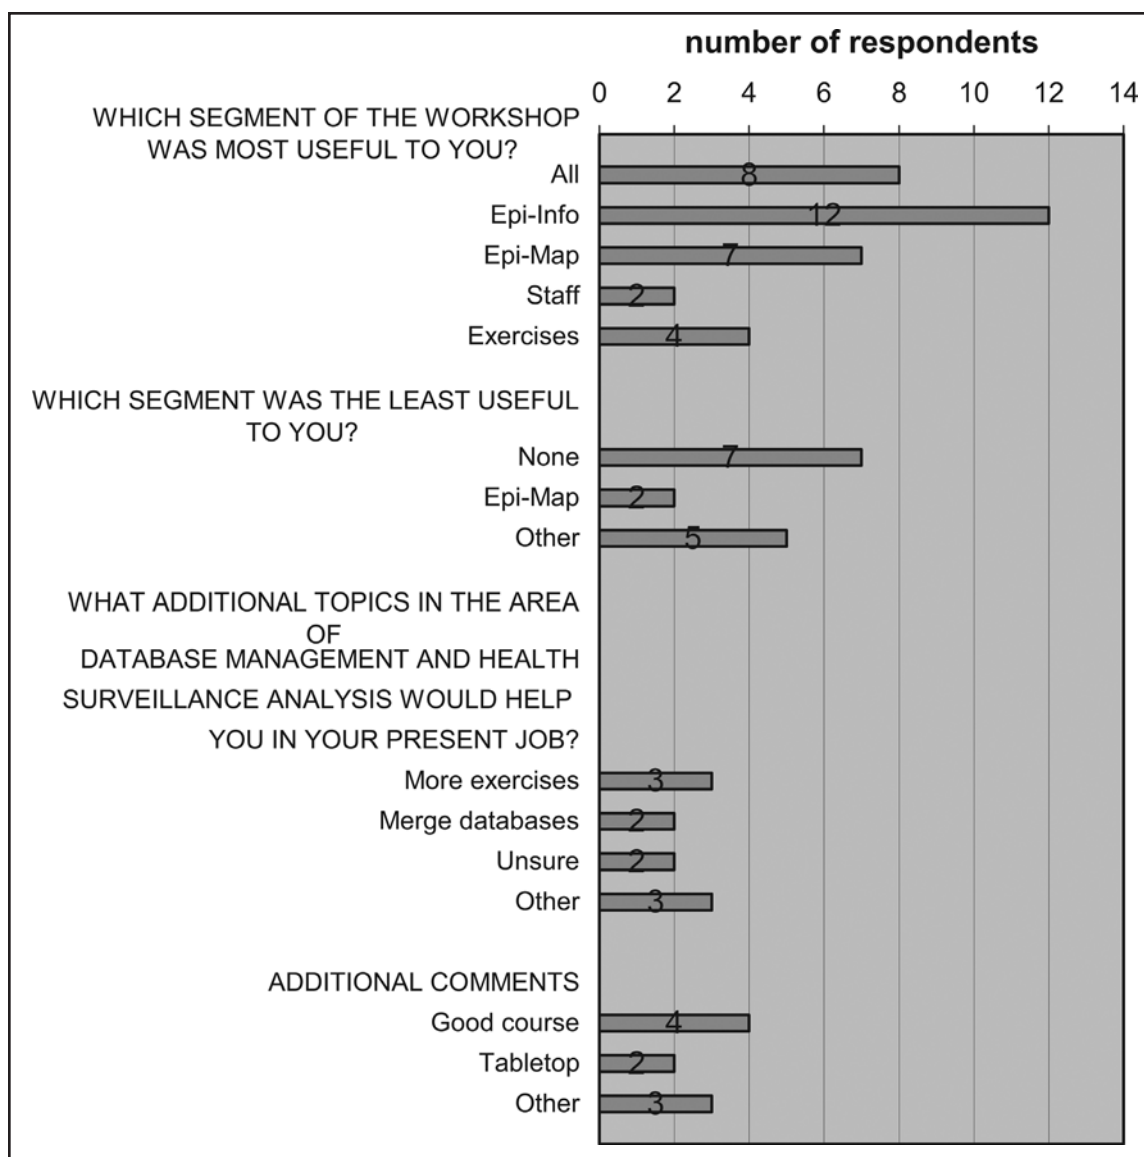 number of respondents
0 2 4 6 8 10 12 14
WHICH SEGMENT OF THE WORKSHOP
WAS MOST USEFUL TO YOU?
All 8
Epi-Info 12
Epi-Map 7
Staff 2
Exercises 4
WHICH SEGMENT WAS THE LEAST USEFUL
TO YOU?
None 7
Epi-Map 2
Other 5
WHAT ADDITIONAL TOPICS IN THE AREA
OF
DATABASE MANAGEMENT AND HEALTH
SURVEILLANCE ANALYSIS WOULD HELP
YOU IN YOUR PRESENT JOB?
More exercises 3
Merge databases 2
Unsure 2
Other 3
ADDITIONAL COMMENTS
Good course 4
Tabletop 2
Other 3